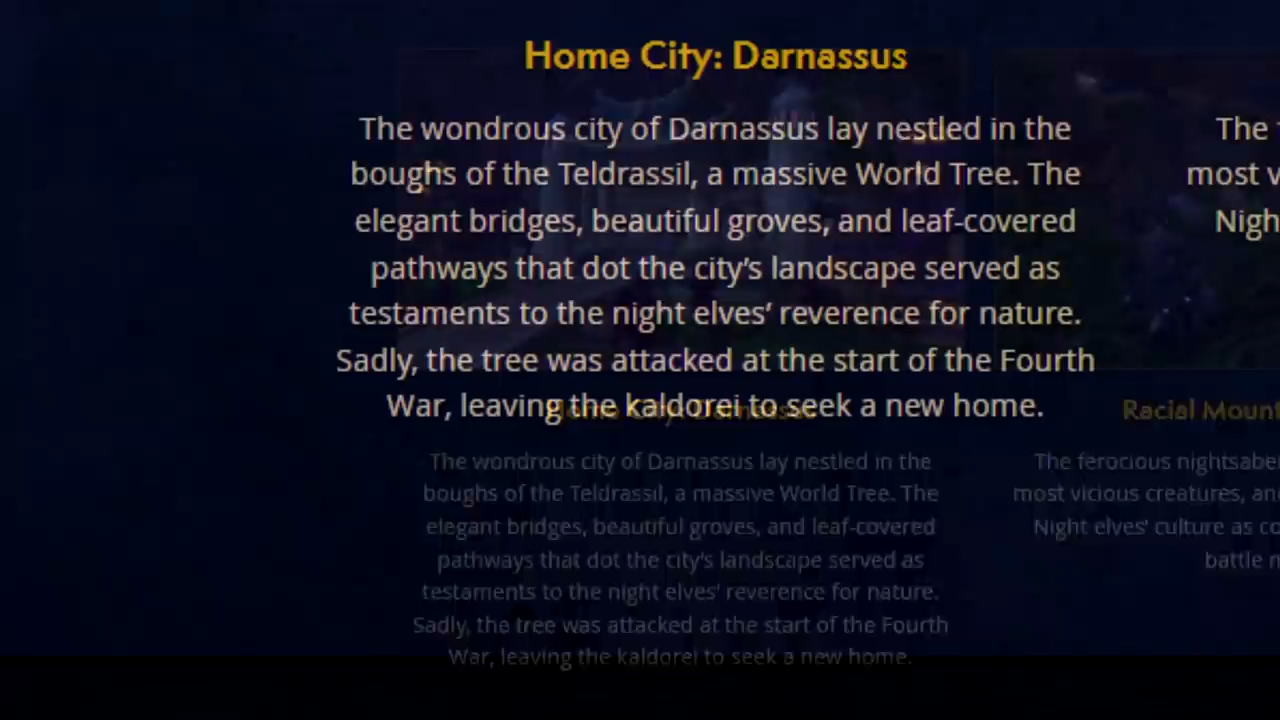 Home City: Darnassus
The wondrous city of Darnassus lay nestled in the
boughs of the Teldrassil, a massive World Tree. The
elegant bridges, beautiful groves, and leaf-covered
pathways that dot the city's landscape served as
testaments to the night elves' reverence for nature.
Sadly, the tree was attacked at the start of the Fourth
War, leaving the kaldorei to seek a new home.
The
most
Nigh
Home City: Darnassus
The wondrous city of Darnassus lay nestled in the
boughs of the Teldrassil, a massive World Tree. The
elegant bridges, beautiful groves, and leaf-covered
pathways that dot the city's landscape served as
testaments to the night elves' reverence for nature.
Sadly, the tree was attacked at the start of the Fourth
War, leaving the kaldorei to seek a new home.
Racial Mount
The ferocious nightsaber
most vicious creatures, an
Night elves' culture as co
battle